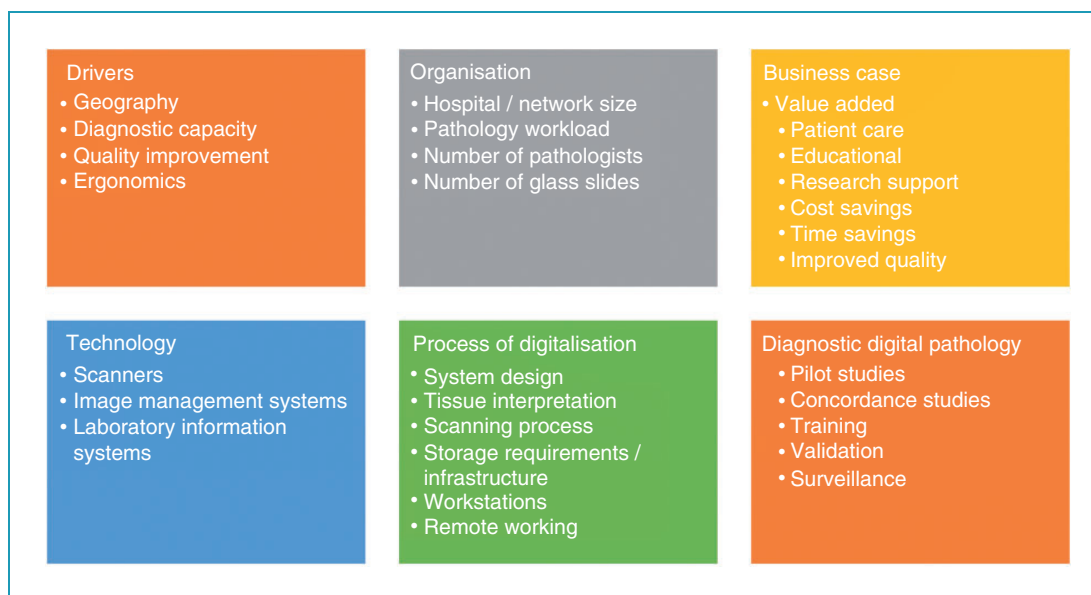 Drivers
• Geography
• Diagnostic capacity
• Quality improvement
• Ergonomics
Organisation
• Hospital / network size
• Pathology workload
• Number of pathologists
• Number of glass slides
Business case
• Value added
• Patient care
• Educational
• Research support
• Cost savings
• Time savings
• Improved quality
Technology
• Scanners
• Image management systems
• Laboratory information
systems
Process of digitalisation
• System design
• Tissue interpretation
• Scanning process
• Storage requirements /
infrastructure
• Workstations
• Remote working
Diagnostic digital pathology
• Pilot studies
• Concordance studies
• Training
• Validation
• Surveillance